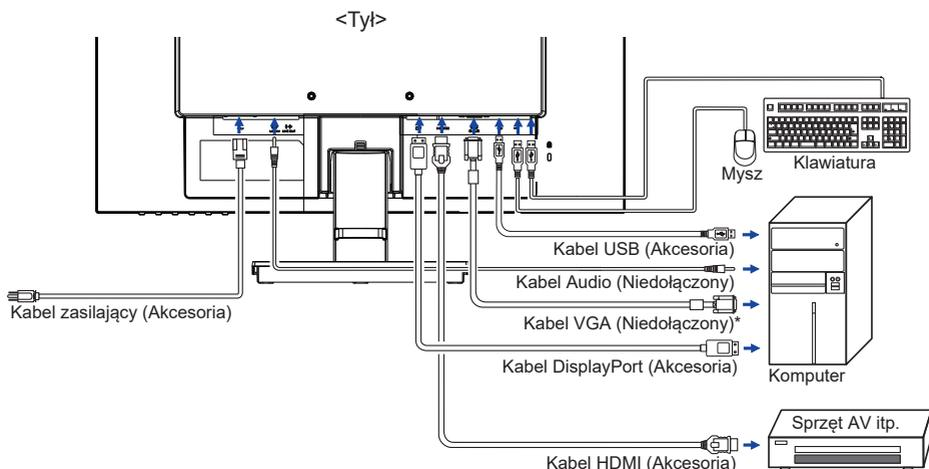 <Tył>
Klawiatura
Mysz
Kabel USB (Akcesoria)
Kabel Audio (Niedołączony)
Kabel zasilający (Akcesoria)
Kabel VGA (Niedołączony)*
Kabel DisplayPort (Akcesoria)
Komputer
Sprzęt AV itp.
Kabel HDMI (Akcesoria)